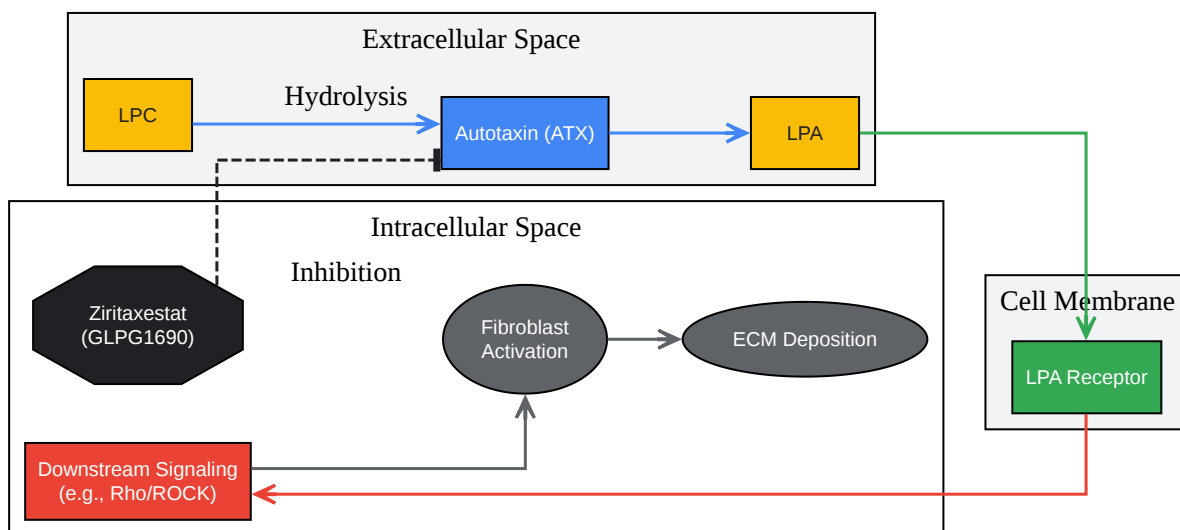 Extracellular Space
LPC
Hydrolysis
Autotaxin (ATX)
LPA
Intracellular Space
Inhibition
Ziritaxestat
(GLPG1690)
Fibroblast
Activation
ECM Deposition
Cell Membrane
LPA Receptor
Downstream Signaling
(e.g., Rho/ROCK)